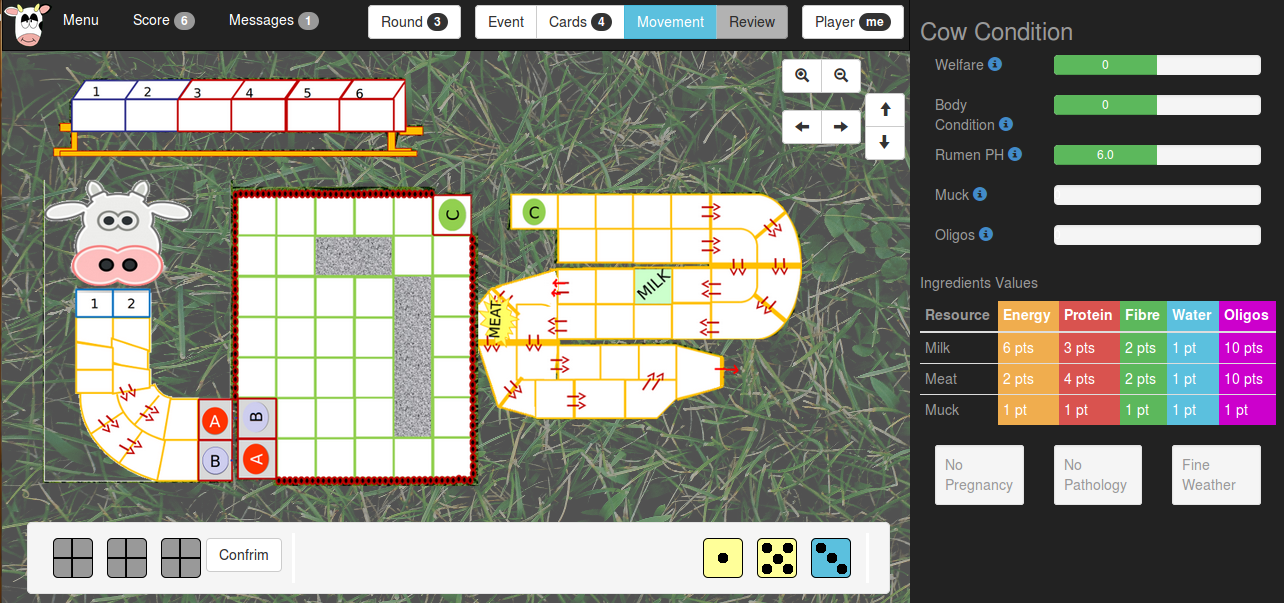 Menu Score 6 Messages 1 Round 3 Event Cards 4 Movement Review Player me
1 2 3 4 5 6
C C
MILK
MEAT
1 2
A B
B A
Confrim
Cow Condition
Welfare 0
Body
Condition 0
Rumen PH 6.0
Muck
Oligos
Ingredients Values
Resource Energy Protein Fibre Water Oligos
Milk 6 pts 3 pts 2 pts 1 pt 10 pts
Meat 2 pts 4 pts 2 pts 1 pt 10 pts
Muck 1 pt 1 pt 1 pt 1 pt 1 pt
No
Pregnancy
No
Pathology
Fine
Weather